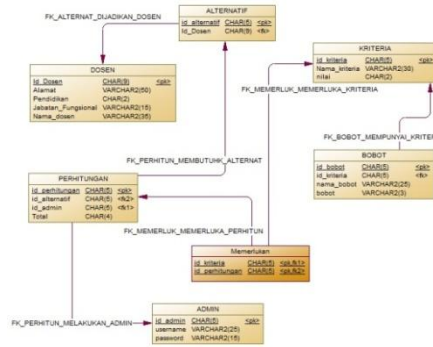 ALTERNATIF
id_alternatif CHAR(5) <pk>
Id_Dosen CHAR(9) <fk>
FK_ALTERNAT_DIJADIKAN_DOSEN
KRITERIA
id_kriteria CHAR(5) <pk>
Nama_kriteria VARCHAR2(30)
nilai CHAR(2)
DOSEN
Id_Dosen CHAR(9) <pk>
Alamat VARCHAR2(50)
Pendidikan CHAR(2)
Jabatan_Fungsional VARCHAR2(15)
Nama_dosen VARCHAR2(35)
FK_MEMERLUK_MEMERLUKA_KRITERIA
FK_BOBOT_MEMPUNYAI_KRITERI
FK_PERHITUN_MEMBUTUHK_ALTERNAT
BOBOT
id_bobot CHAR(5) <pk>
id_kriteria CHAR(5) <fk>
nama_bobot VARCHAR2(25)
bobot VARCHAR2(3)
PERHITUNGAN
id_perhitungan CHAR(5) <pk>
id_alternatif CHAR(5) <fk2>
id_admin CHAR(5) <fk1>
Total CHAR(4)
FK_MEMERLUK_MEMERLUKA_PERHITUN
Memerlukan
id_kriteria CHAR(5) <pk,fk1>
id_perhitungan CHAR(5) <pk,fk2>
FK_PERHITUN_MELAKUKAN_ADMIN
ADMIN
id_admin CHAR(5) <pk>
username VARCHAR2(25)
password VARCHAR2(15)